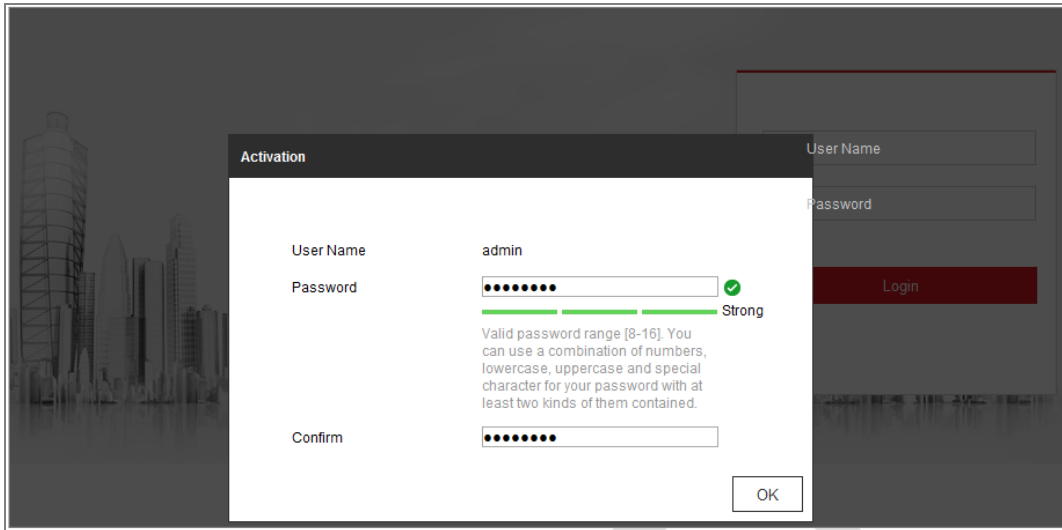 Activation
User Name
Password
Login
User Name admin
Password ●●●●●●●●
Strong
Valid password range [8-16]. You
can use a combination of numbers,
lowercase, uppercase and special
character for your password with at
least two kinds of them contained.
Confirm ●●●●●●●●
OK